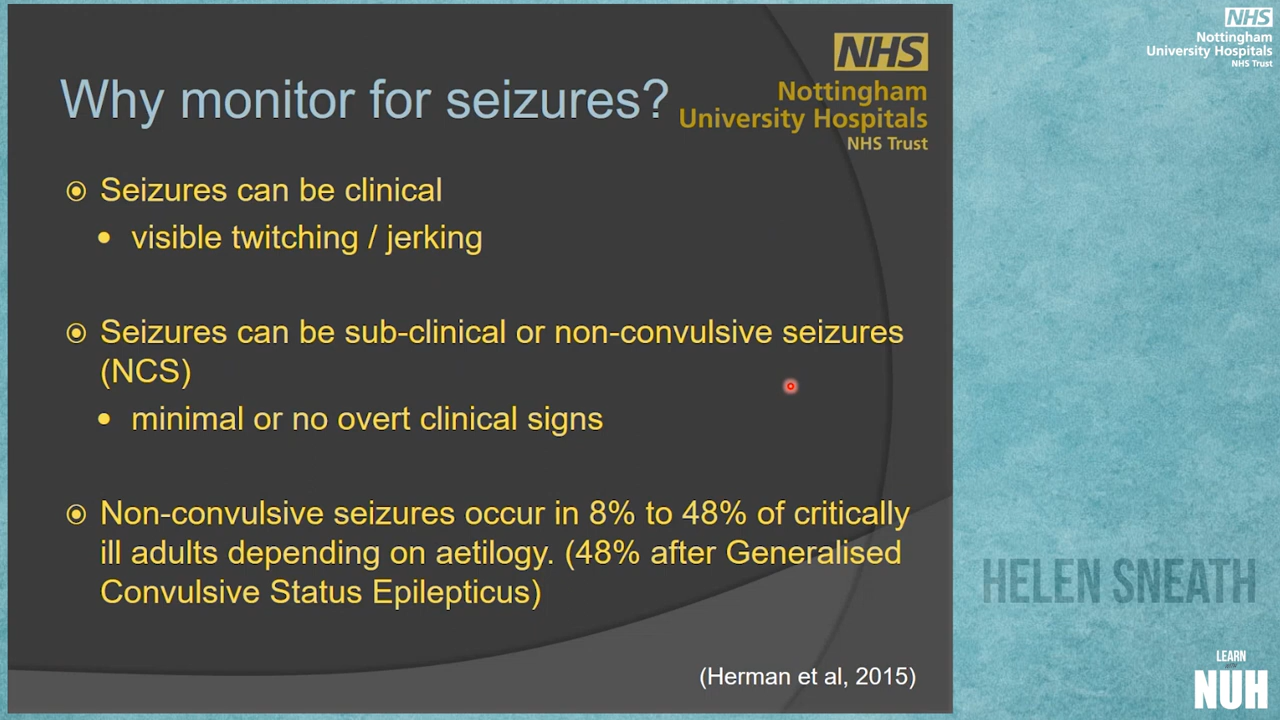 NHS
Nottingham
University Hospitals
NHS Trust
Why monitor for seizures?
Seizures can be clinical
visible twitching / jerking
Seizures can be sub-clinical or non-convulsive seizures
(NCS)
minimal or no overt clinical signs
Non-convulsive seizures occur in 8% to 48% of critically
ill adults depending on aetilogy. (48% after Generalised
Convulsive Status Epilepticus)
(Herman et al, 2015)
NHS
Nottingham
University Hospitals
NHS Trust
HELEN SNEATH
LEARN
NUH